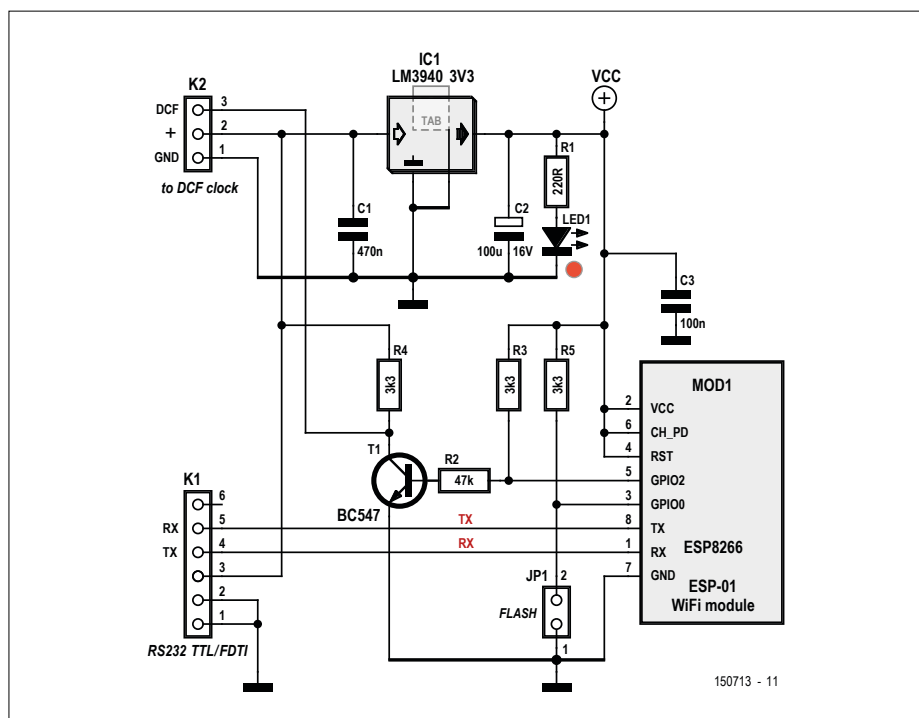 IC1
LM3940 3V3
TAB
VCC
K2
DCF 3
+ 2
GND 1
to DCF clock
C1
470n
C2
100u 16V
R1
220R
LED1
C3
100n
R4
3k3
R3
3k3
R5
3k3
T1
BC547
R2
47k
MOD1
2 VCC
6 CH_PD
4 RST
5 GPIO2
3 GPIO0
8 TX
1 RX
7 GND
ESP8266
ESP-01
WiFi module
K1
6
RX 5
TX 4
3
2
1
RS232 TTL/FDTI
TX
RX
JP1 2
FLASH
1
150713 - 11